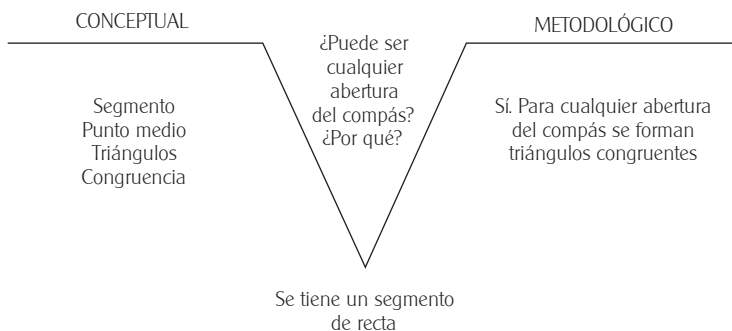 CONCEPTUAL
METODOLÓGICO
¿Puede ser
cualquier
abertura
del compás?
¿Por qué?
Segmento
Punto medio
Triángulos
Congruencia
Sí. Para cualquier abertura
del compás se forman
triángulos congruentes
Se tiene un segmento
de recta